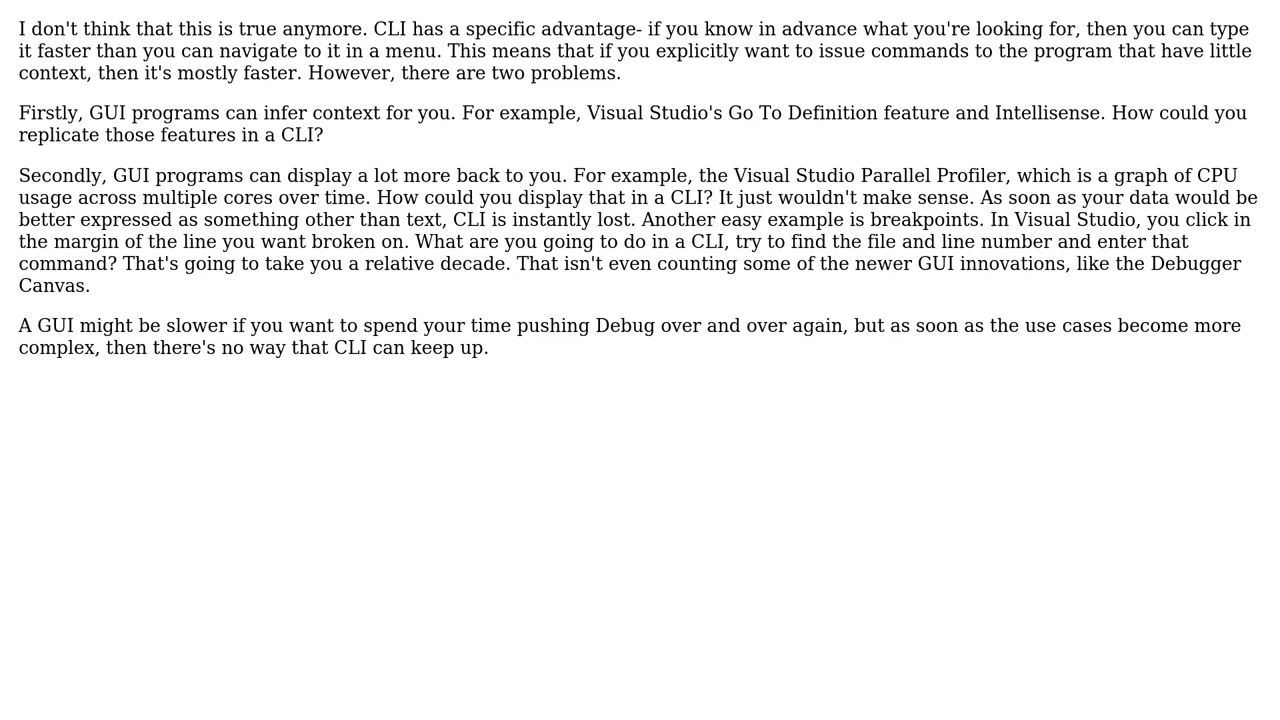 I don't think that this is true anymore. CLI has a specific advantage- if you know in advance what you're looking for, then you can type
it faster than you can navigate to it in a menu. This means that if you explicitly want to issue commands to the program that have little
context, then it's mostly faster. However, there are two problems.
Firstly, GUI programs can infer context for you. For example, Visual Studio's Go To Definition feature and Intellisense. How could you
replicate those features in a CLI?
Secondly, GUI programs can display a lot more back to you. For example, the Visual Studio Parallel Profiler, which is a graph of CPU
usage across multiple cores over time. How could you display that in a CLI? It just wouldn't make sense. As soon as your data would be
better expressed as something other than text, CLI is instantly lost. Another easy example is breakpoints. In Visual Studio, you click in
the margin of the line you want broken on. What are you going to do in a CLI, try to find the file and line number and enter that
command? That's going to take you a relative decade. That isn't even counting some of the newer GUI innovations, like the Debugger
Canvas.
A GUI might be slower if you want to spend your time pushing Debug over and over again, but as soon as the use cases become more
complex, then there's no way that CLI can keep up.